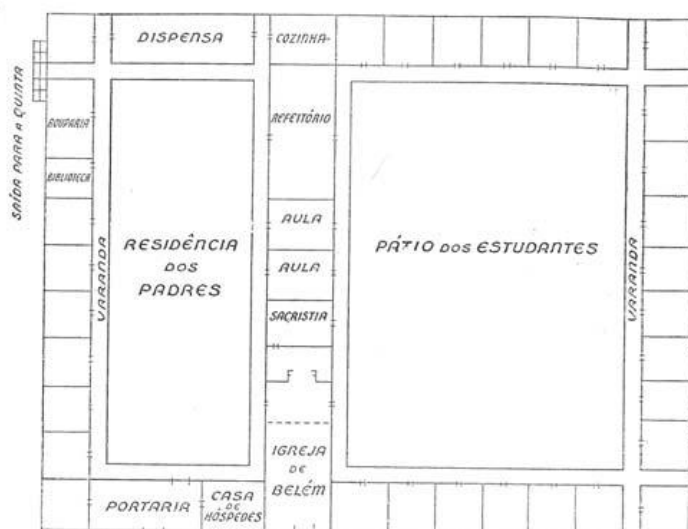 DISPENSA
COZINHA
SAÍDA PARA A QUINTA
ROUPARIA
REFEITÓRIO
BIBLIOTECA
AULA
RESIDÊNCIA
DOS
PADRES
PÁTIO DOS ESTUDANTES
AULA
VARANDA
VARANDA
SACRISTIA
IGREJA
DE
BELÉM
PORTARIA
CASA
DE
HÓSPEDES